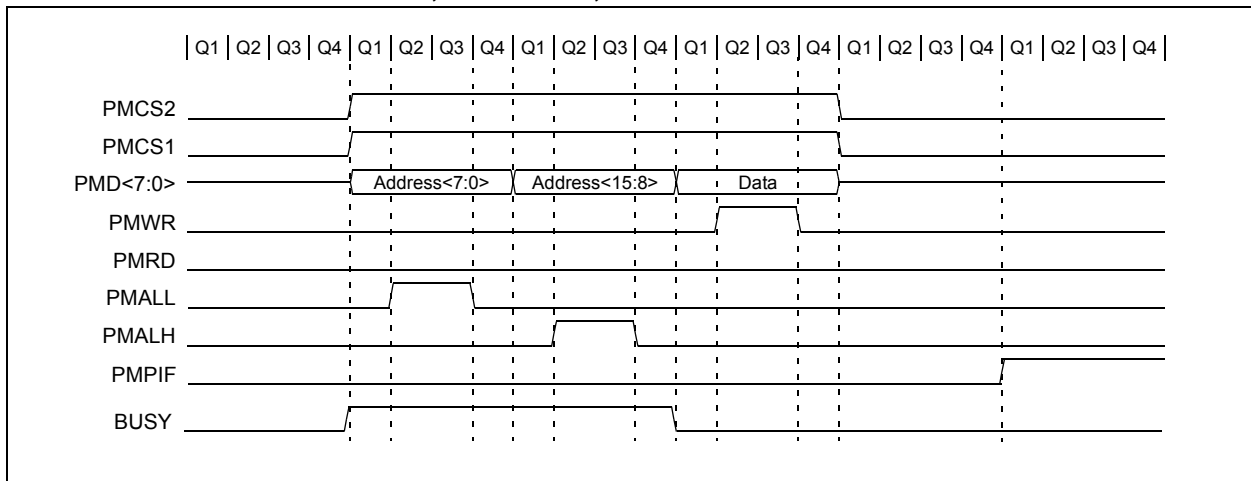 Q1 Q2 Q3 Q4 Q1 Q2 Q3 Q4 Q1 Q2 Q3 Q4 Q1 Q2 Q3 Q4 Q1 Q2 Q3 Q4 Q1 Q2 Q3 Q4
PMCS2
PMCS1
PMD<7:0> Address<7:0> Address<15:8> Data
PMWR
PMRD
PMALL
PMALH
PMPIF
BUSY